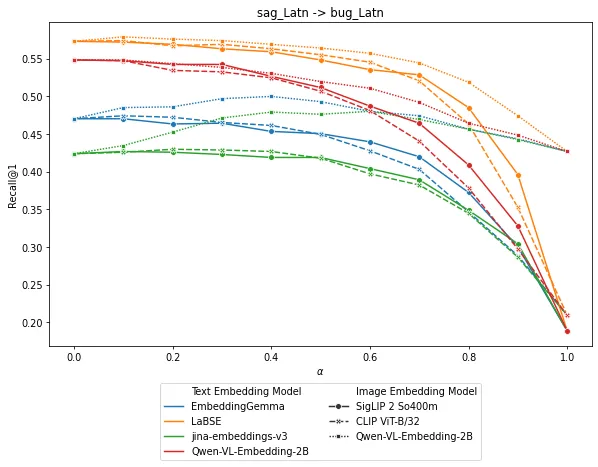 sag_Latn -> bug_Latn
Recall@1
0.55
0.50
0.45
0.40
0.35
0.30
0.25
0.20
0.0
0.2
0.4
0.6
0.8
1.0
α
Text Embedding Model
EmbeddingGemma
LaBSE
jina-embeddings-v3
Qwen-VL-Embedding-2B
Image Embedding Model
SigLIP 2 So400m
CLIP ViT-B/32
Qwen-VL-Embedding-2B